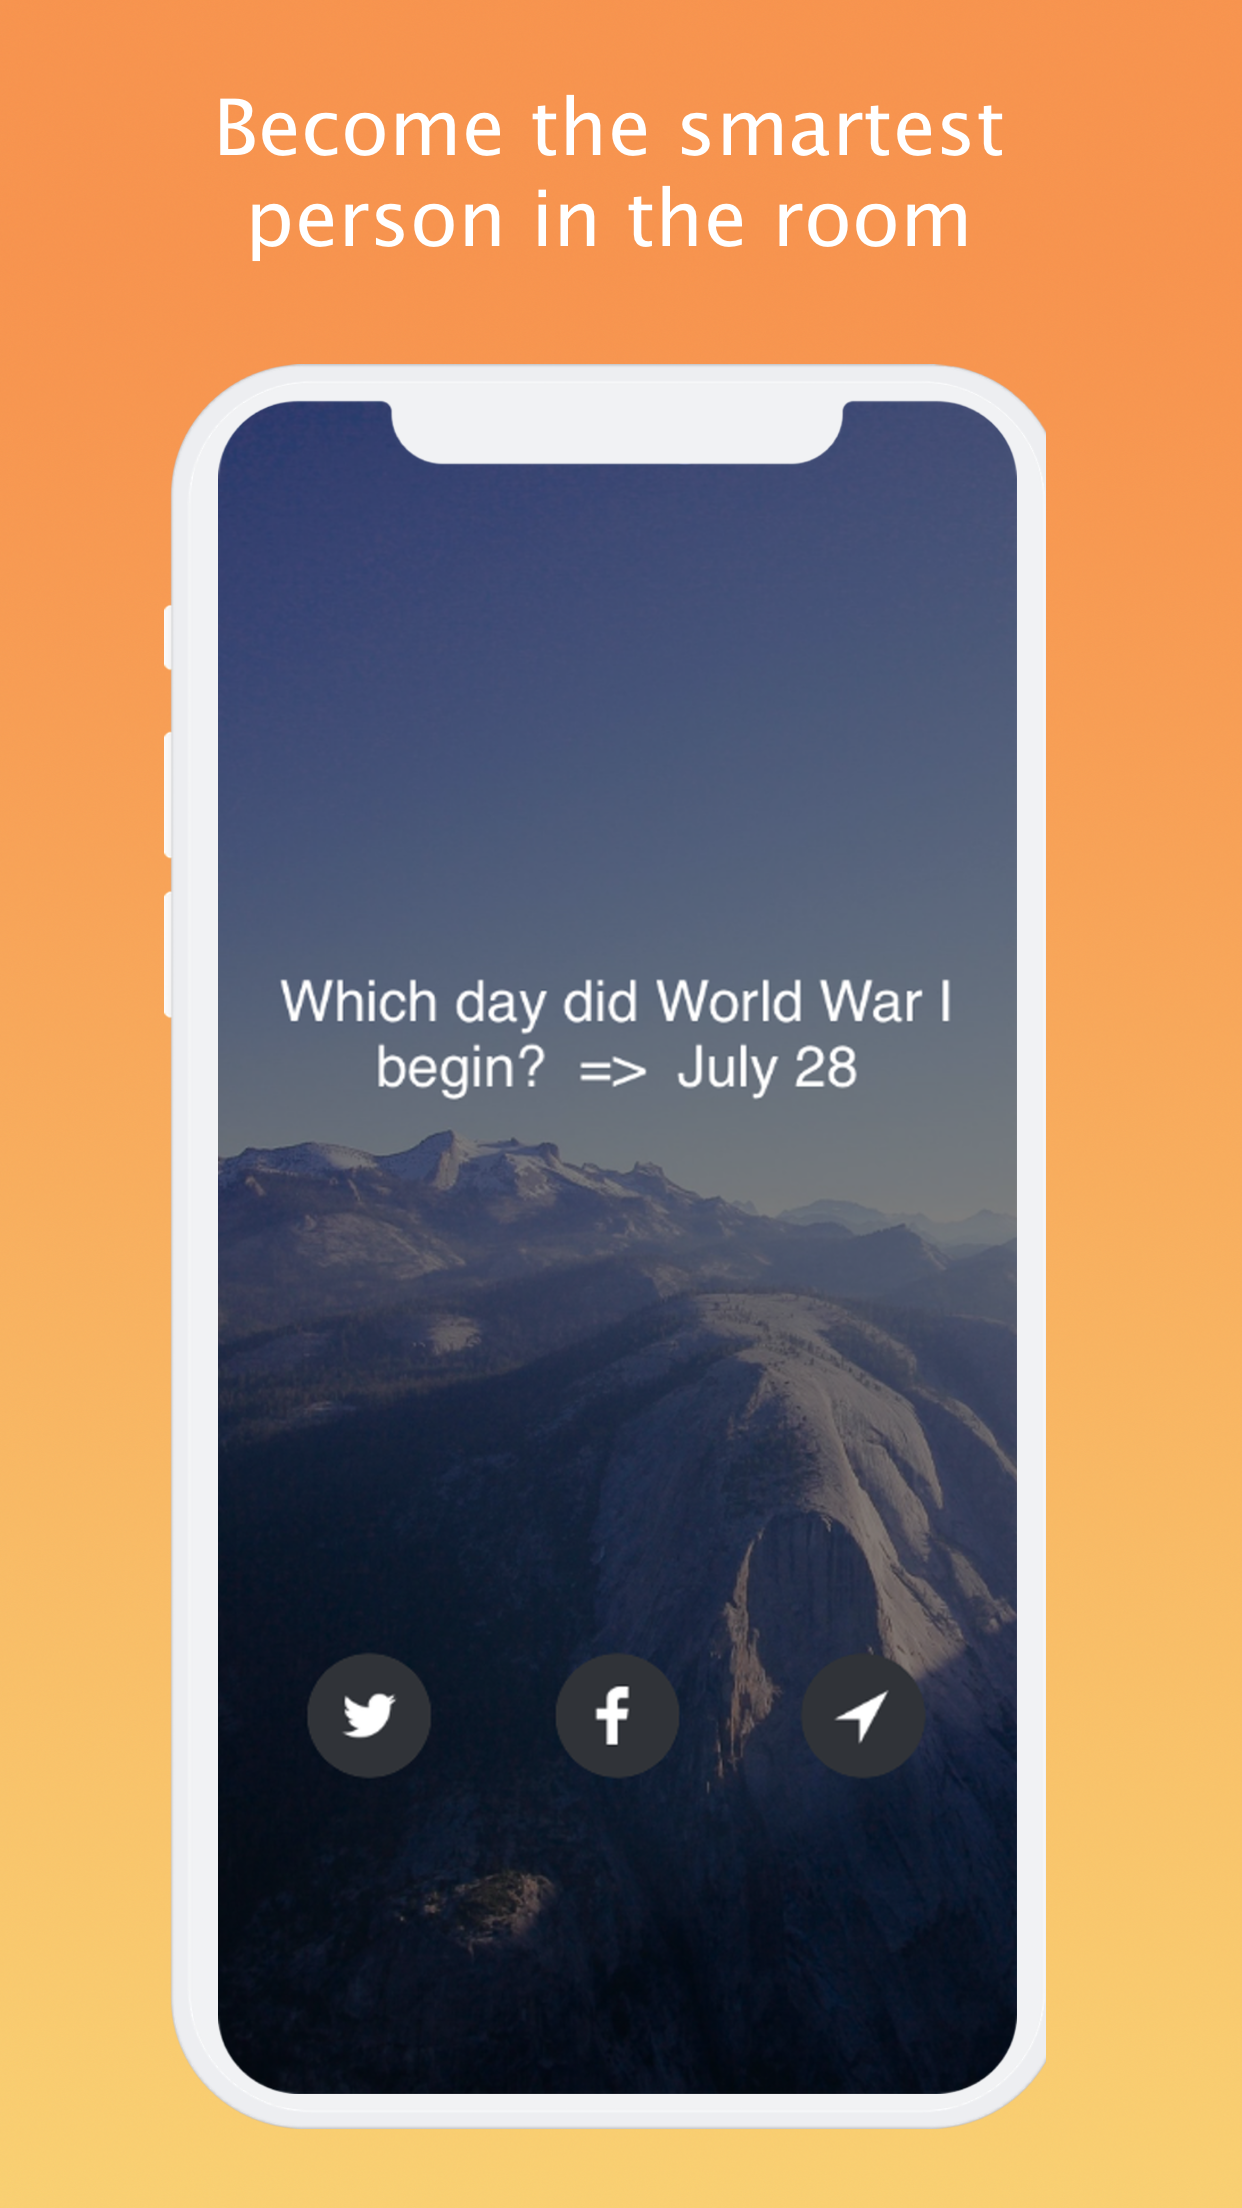 Become the smartest
person in the room
Which day did World War I
begin? => July 28